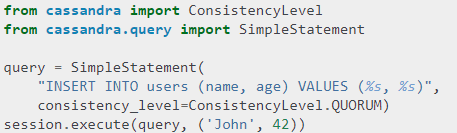 from cassandra import ConsistencyLevel
from cassandra.query import SimpleStatement

query = SimpleStatement(
    "INSERT INTO users (name, age) VALUES (%s, %s)",
    consistency_level=ConsistencyLevel.QUORUM)
session.execute(query, ('John', 42))